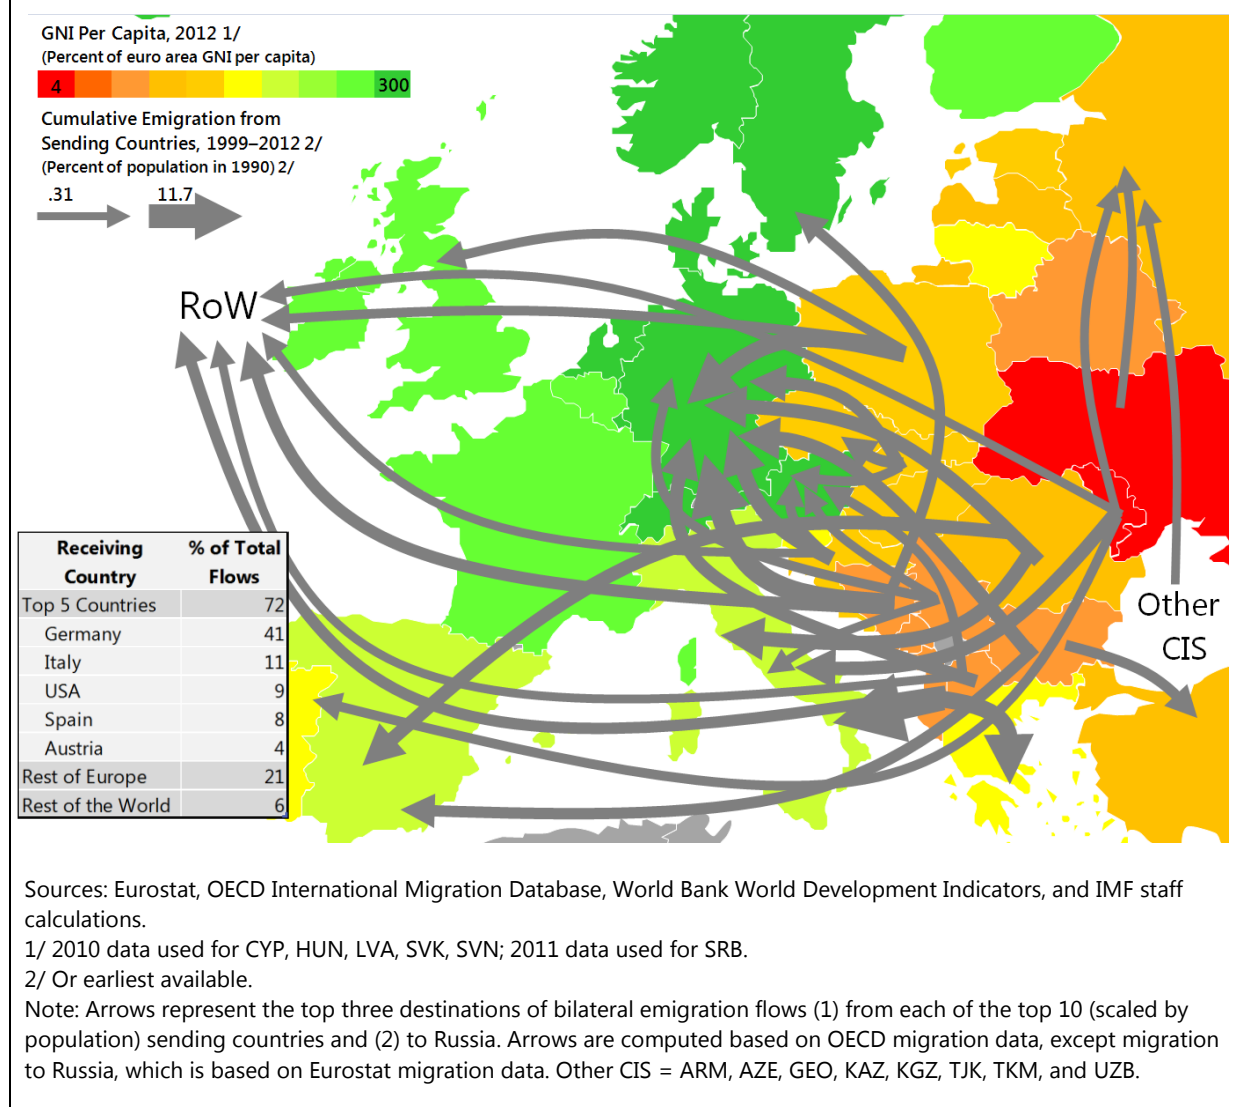 GNI Per Capita, 2012 1/
(Percent of euro area GNI per capita)
4 300
Cumulative Emigration from
Sending Countries, 1999–2012 2/
(Percent of population in 1990) 2/
.31 11.7
RoW
Receiving Country % of Total Flows
Top 5 Countries 72
Germany 41
Italy 11
USA 9
Spain 8
Austria 4
Rest of Europe 21
Rest of the World 6
Other
CIS
Sources: Eurostat, OECD International Migration Database, World Bank World Development Indicators, and IMF staff
calculations.
1/ 2010 data used for CYP, HUN, LVA, SVK, SVN; 2011 data used for SRB.
2/ Or earliest available.
Note: Arrows represent the top three destinations of bilateral emigration flows (1) from each of the top 10 (scaled by
population) sending countries and (2) to Russia. Arrows are computed based on OECD migration data, except migration
to Russia, which is based on Eurostat migration data. Other CIS = ARM, AZE, GEO, KAZ, KGZ, TJK, TKM, and UZB.